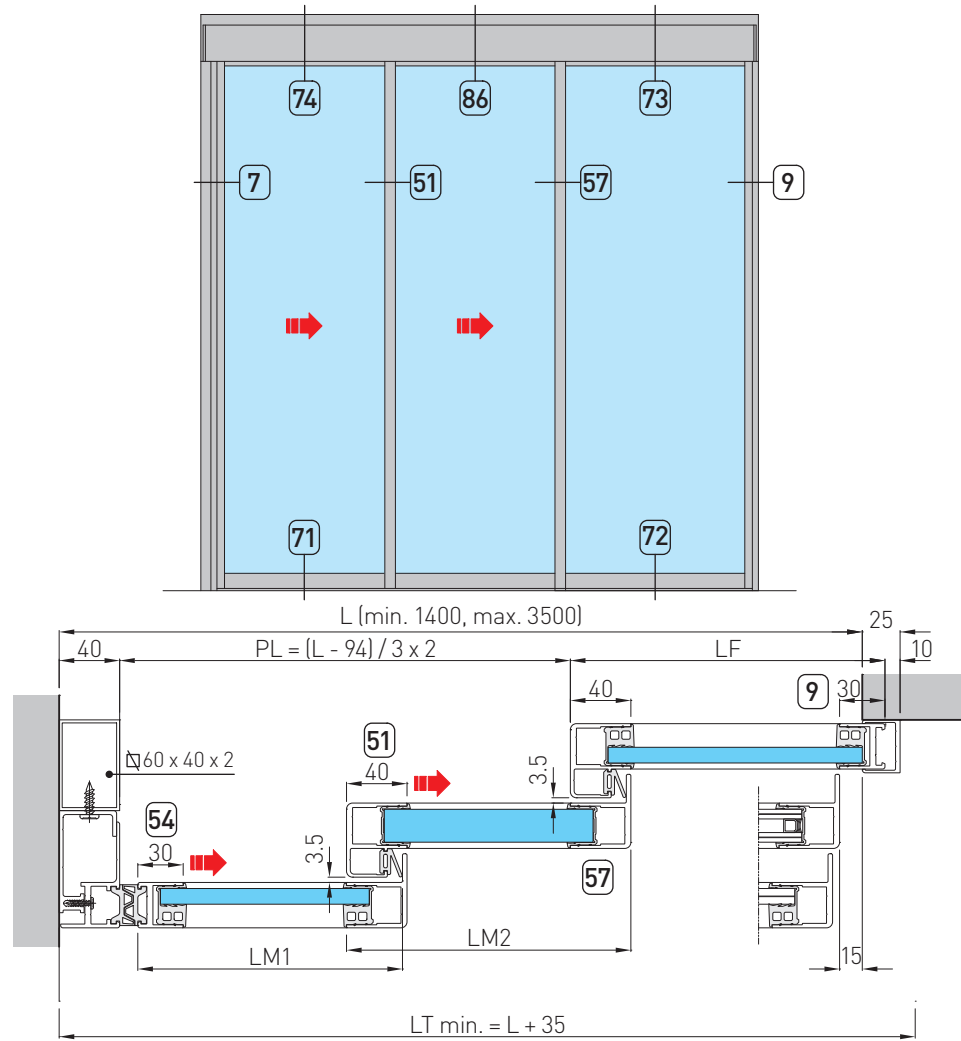 74 86 73
7 51 57 9
71 72
L (min. 1400, max. 3500) 25
40 PL = (L - 94) / 3 x 2 LF 10
40 9 30
51
60 x 40 x 2 40 3.5
54
30 3.5 57
LM1 LM2 15
LT min. = L + 35